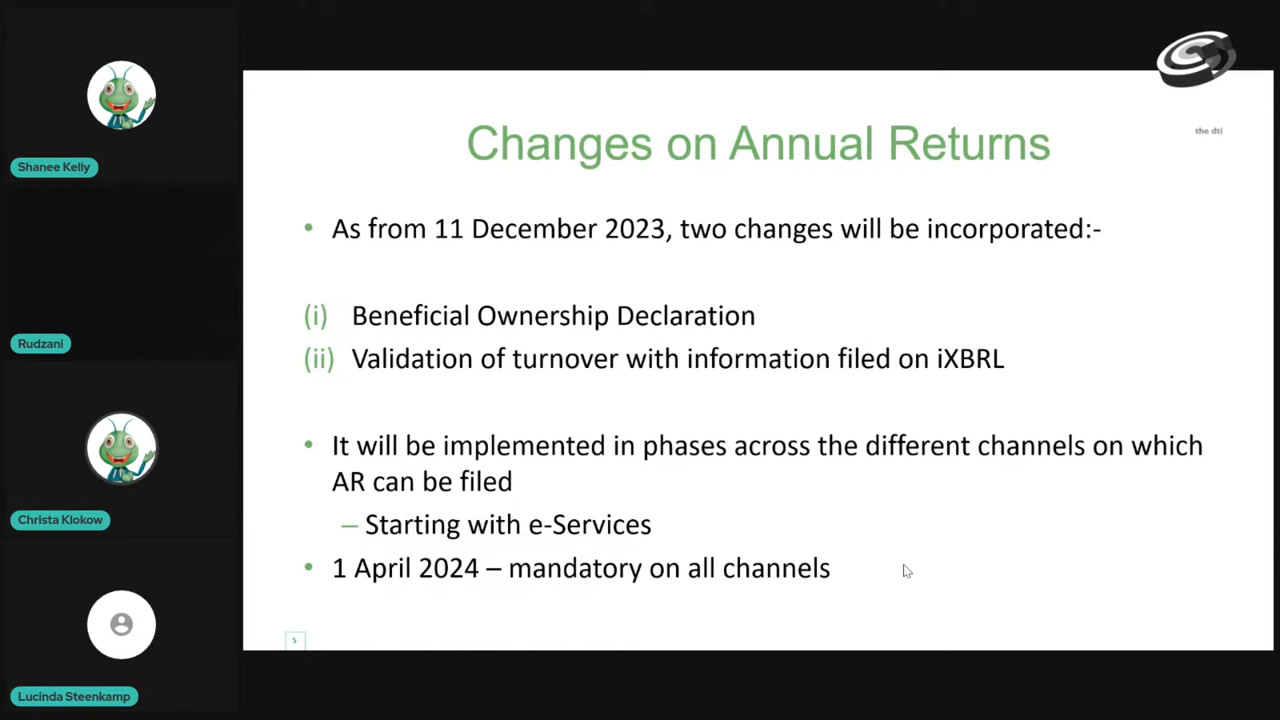 Shanee Kelly
Rudzani
Christa Klokow
Lucinda Steenkamp
the dti
Changes on Annual Returns
• As from 11 December 2023, two changes will be incorporated:-
(i) Beneficial Ownership Declaration
(ii) Validation of turnover with information filed on iXBRL
• It will be implemented in phases across the different channels on which
AR can be filed
– Starting with e-Services
• 1 April 2024 – mandatory on all channels
5